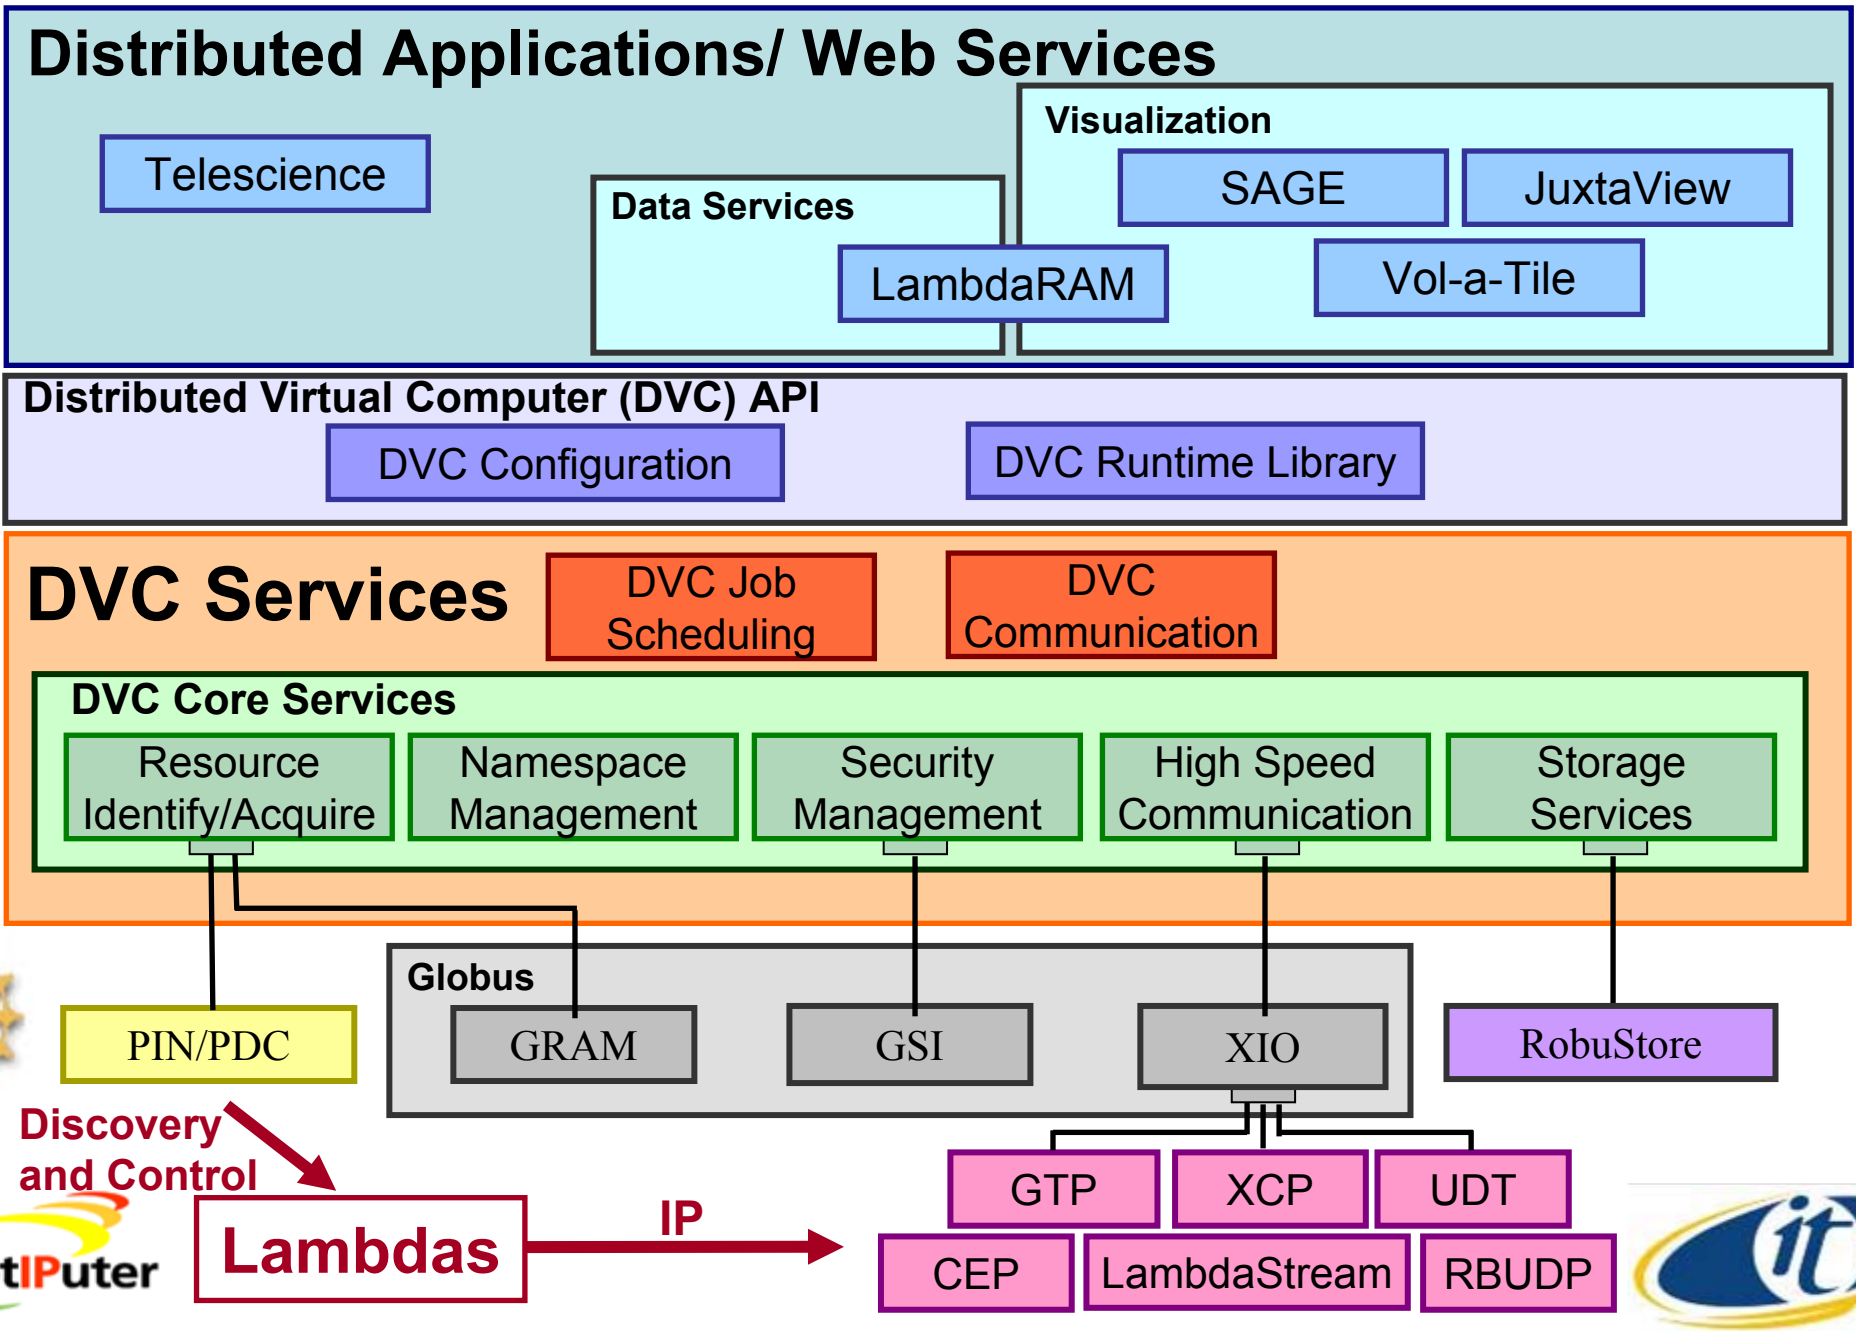 Distributed Applications/ Web Services
Visualization
Telescience
SAGE
JuxtaView
Data Services
LambdaRAM
Vol-a-Tile
Distributed Virtual Computer (DVC) API
DVC Configuration
DVC Runtime Library
DVC Services
DVC Job
Scheduling
DVC
Communication
DVC Core Services
Resource
Identify/Acquire
Namespace
Management
Security
Management
High Speed
Communication
Storage
Services
Globus
PIN/PDC
GRAM
GSI
XIO
RobuStore
Discovery
and Control
GTP
XCP
UDT
Lambdas
IP
CEP
LambdaStream
RBUDP
tIPuter
it